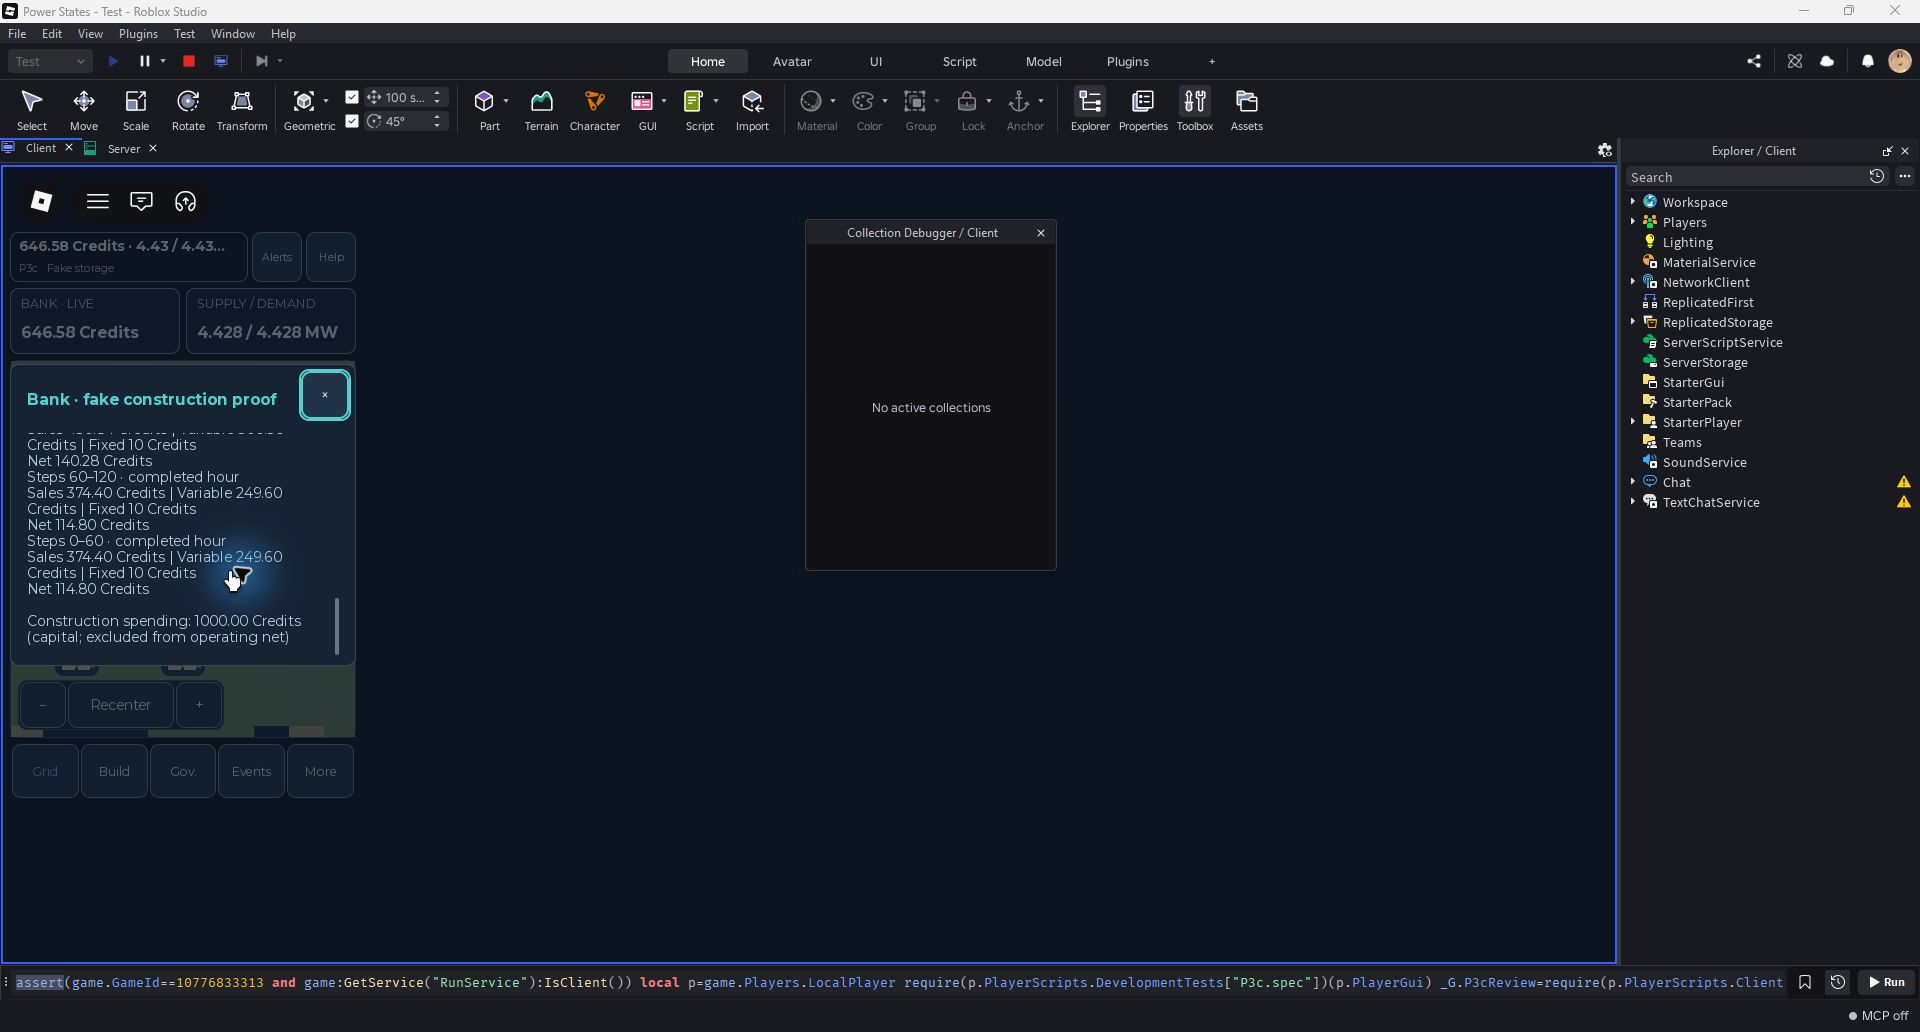 Power States - Test - Roblox Studio
File Edit View Plugins Test Window Help
Test
Home Avatar UI Script Model Plugins +
Select Move Scale Rotate Transform Geometric
100 s...
45°
Part Terrain Character GUI Script Import Material Color Group Lock Anchor Explorer Properties Toolbox Assets
Client Server
646.58 Credits · 4.43 / 4.43...
P3c · Fake storage
Alerts
Help
BANK · LIVE
646.58 Credits
SUPPLY / DEMAND
4.428 / 4.428 MW
Bank · fake construction proof
×
Credits | Fixed 10 Credits
Net 140.28 Credits
Steps 60–120 · completed hour
Sales 374.40 Credits | Variable 249.60
Credits | Fixed 10 Credits
Net 114.80 Credits
Steps 0–60 · completed hour
Sales 374.40 Credits | Variable 249.60
Credits | Fixed 10 Credits
Net 114.80 Credits
Construction spending: 1000.00 Credits
(capital; excluded from operating net)
– Recenter +
Grid Build Gov. Events More
Collection Debugger / Client
No active collections
Explorer / Client
Search
Workspace
Players
Lighting
MaterialService
NetworkClient
ReplicatedFirst
ReplicatedStorage
ServerScriptService
ServerStorage
StarterGui
StarterPack
StarterPlayer
Teams
SoundService
Chat
TextChatService
assert(game.GameId==10776833313 and game:GetService("RunService"):IsClient()) local p=game.Players.LocalPlayer require(p.PlayerScripts.DevelopmentTests["P3c.spec"])(p.PlayerGui) _G.P3cReview=require(p.PlayerScripts.Client
Run
MCP off